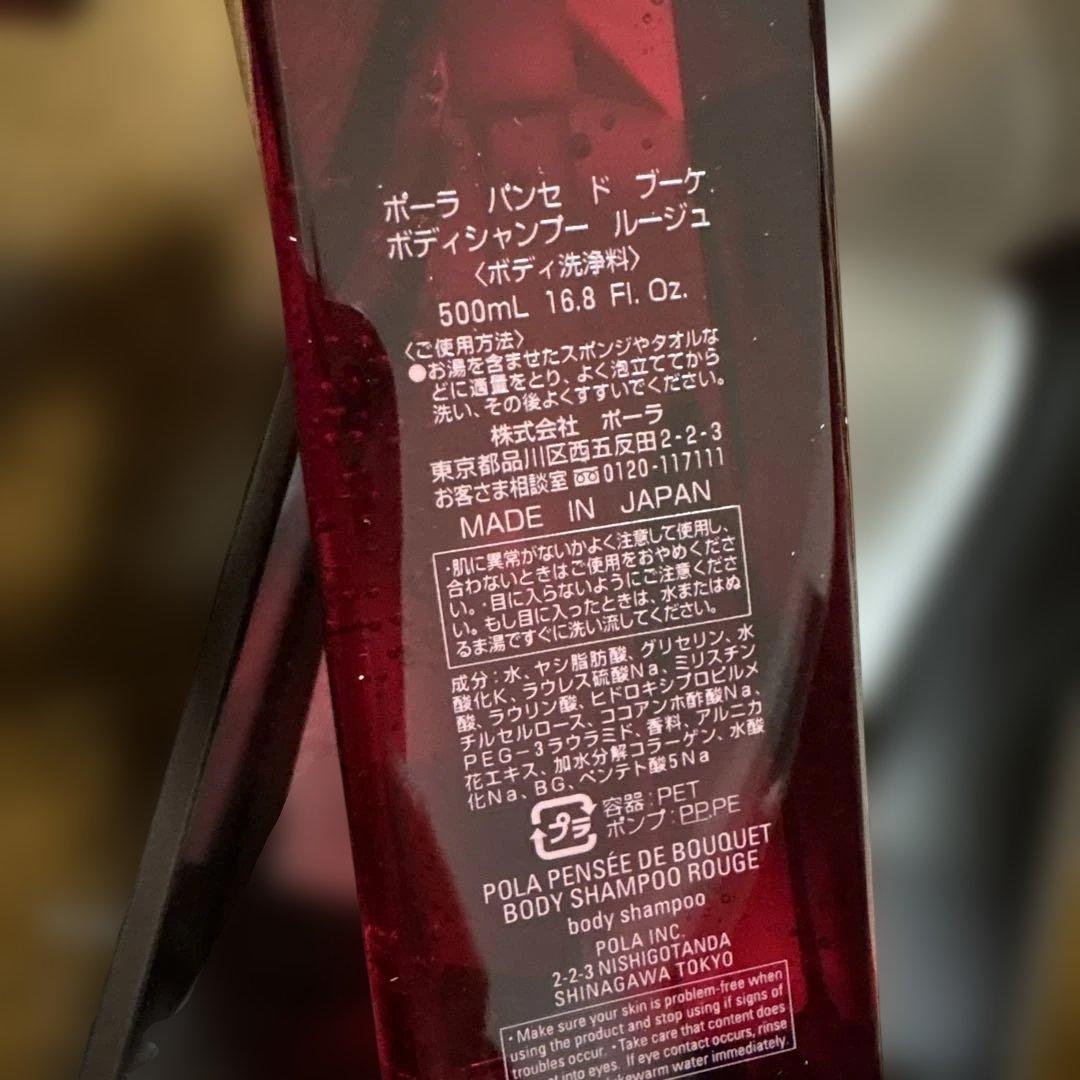 ポーラ パンセ ド ブーケ
ボディシャンプー ルージュ
〈ボディ洗浄料〉
500mL 16.8 Fl. Oz.
〈ご使用方法〉
●お湯を含ませたスポンジやタオルな
どに適量をとり、よく泡立ててから
洗い、その後よくすすいでください。
株式会社 ポーラ
東京都品川区西五反田2-2-3
お客さま相談室 0120-117111
MADE IN JAPAN
・肌に異常がないかよく注意して使用し、
合わないときはご使用をおやめくださ
い。・目に入らないようにご注意くださ
い。もし目に入ったときは、水またはぬ
るま湯ですぐに洗い流してください。
成分：水、ヤシ脂肪酸、グリセリン、水
酸化K、ラウレス硫酸Na、ミリスチン
酸、ラウリン酸、ヒドロキシプロピルメ
チルセルロース、ココアンホ酢酸Na、
PEG-3ラウラミド、香料、アルニカ
花エキス、加水分解コラーゲン、水酸
化Na、BG、ペンテト酸5Na
プラ
容器：PET
ポンプ：PP,PE
POLA PENSÉE DE BOUQUET
BODY SHAMPOO ROUGE
body shampoo
POLA INC.
2-2-3 NISHIGOTANDA
SHINAGAWA TOKYO
・Make sure your skin is problem-free when
using the product and stop using if signs of
troubles occur. ・Take care that content does
into eyes. If eye contact occurs, rinse
water immediately.